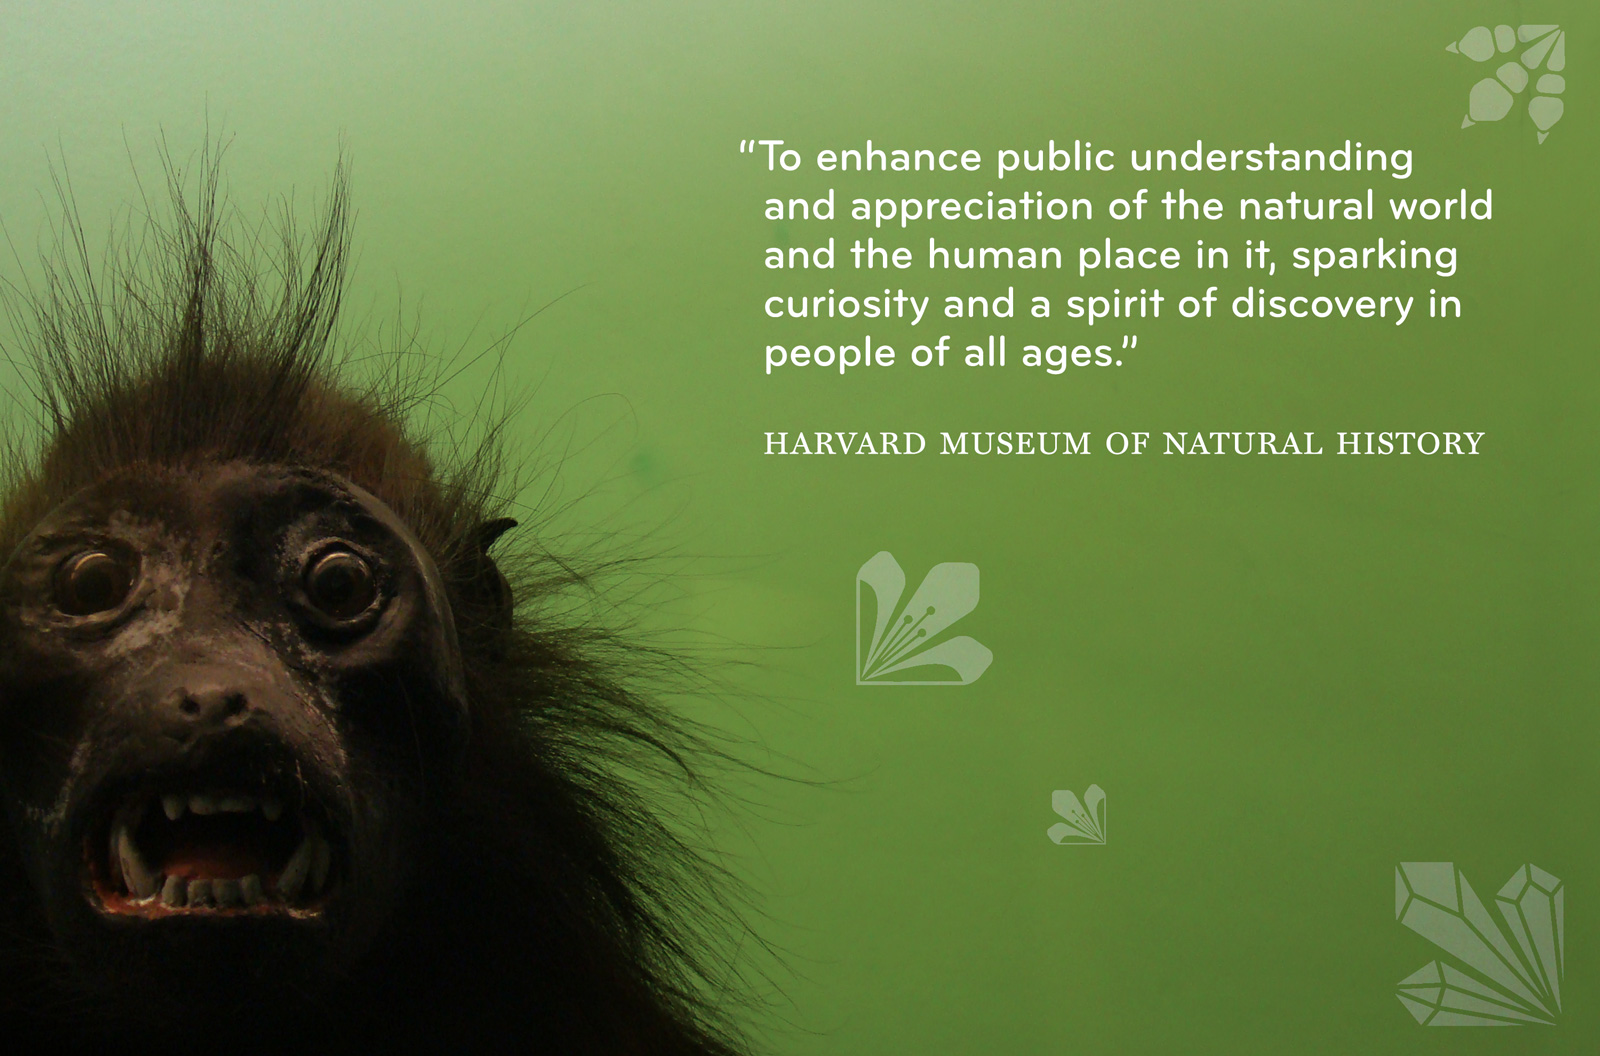 “To enhance public understanding
and appreciation of the natural world
and the human place in it, sparking
curiosity and a spirit of discovery in
people of all ages.”
HARVARD MUSEUM OF NATURAL HISTORY